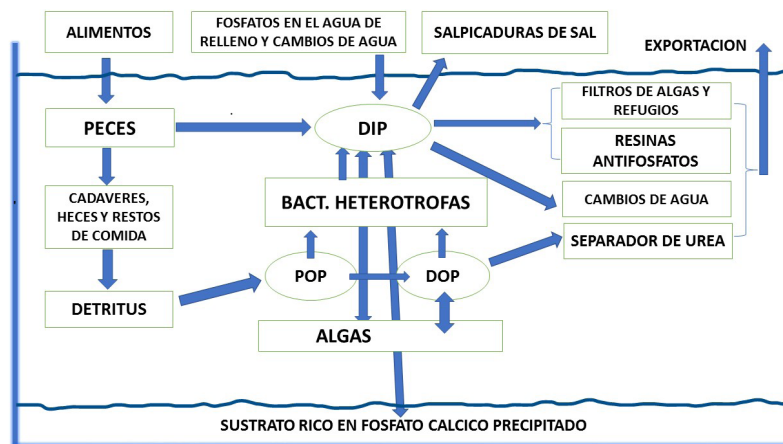 ALIMENTOS
FOSFATOS EN EL AGUA DE
RELLENO Y CAMBIOS DE AGUA
SALPICADURAS DE SAL
EXPORTACION
PECES
DIP
FILTROS DE ALGAS Y
REFUGIOS
RESINAS
ANTIFOSFATOS
CADAVERES,
HECES Y RESTOS
DE COMIDA
BACT. HETEROTROFAS
CAMBIOS DE AGUA
SEPARADOR DE UREA
POP
DOP
DETRITUS
ALGAS
SUSTRATO RICO EN FOSFATO CALCICO PRECIPITADO